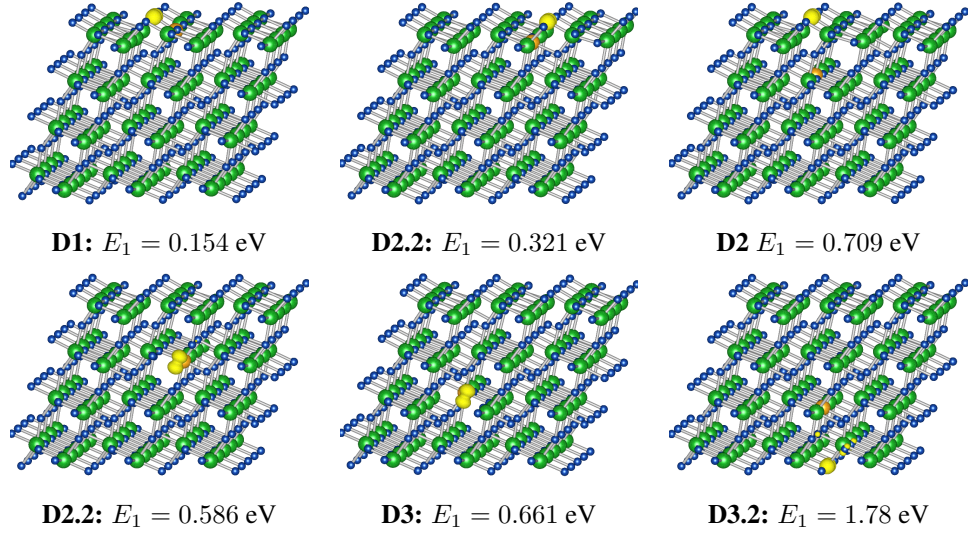 D1: E₁ = 0.154 eV
D2.2: E₁ = 0.321 eV
D2 E₁ = 0.709 eV
D2.2: E₁ = 0.586 eV
D3: E₁ = 0.661 eV
D3.2: E₁ = 1.78 eV